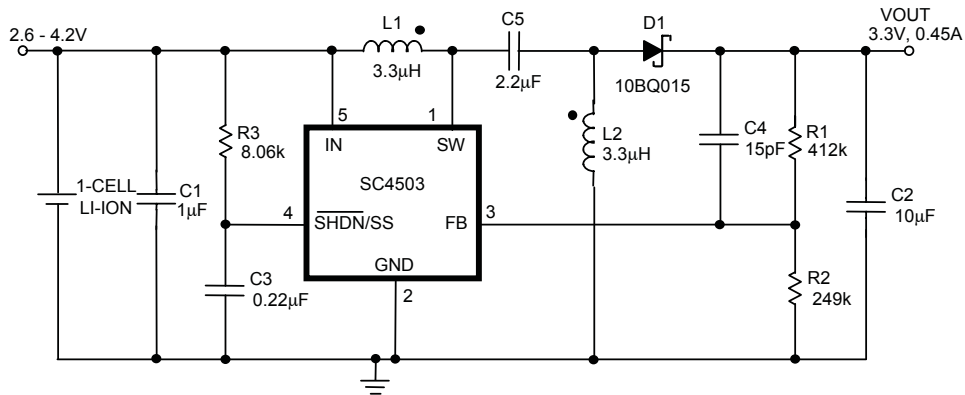 VOUT
2.6 - 4.2V
L1
C5
D1
3.3V, 0.45A
3.3µH
2.2µF
10BQ015
5
1
R3
8.06k
IN
SW
L2
3.3µH
C4
15pF
R1
412k
1-CELL
LI-ION
C1
1µF
SC4503
4
SHDN/SS
FB
3
C2
10µF
GND
C3
0.22µF
2
R2
249k